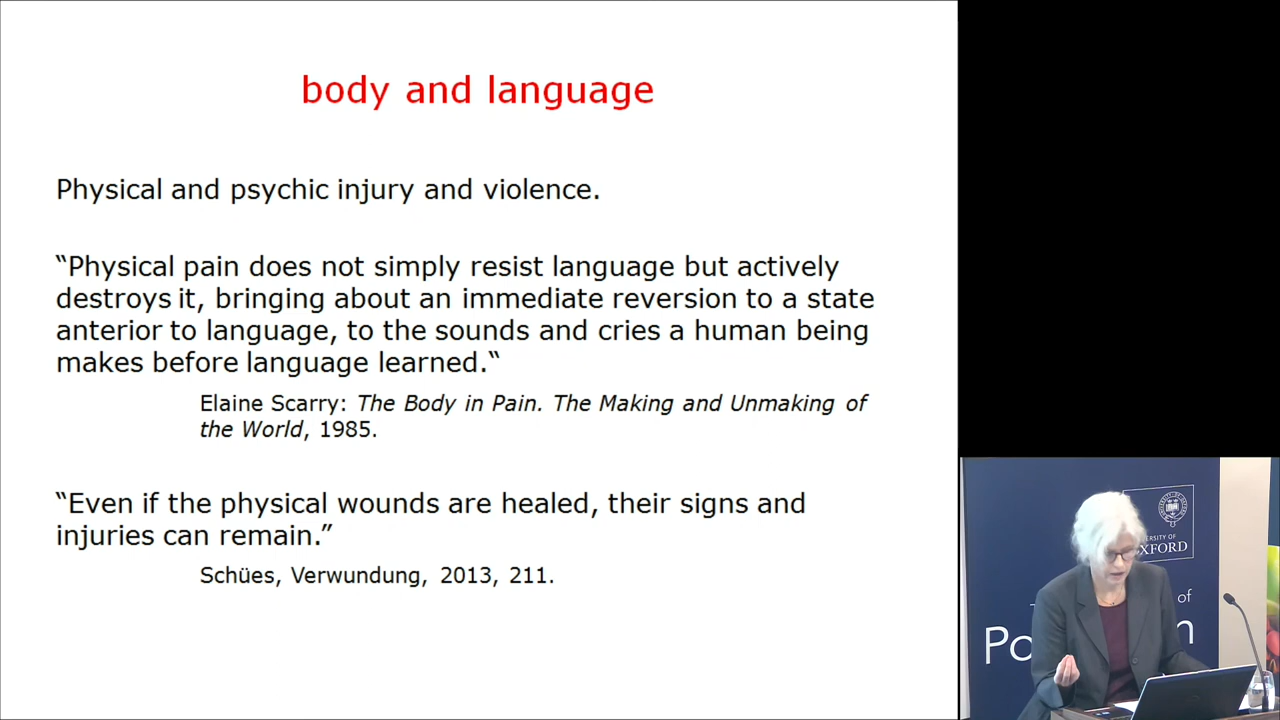 body and language
Physical and psychic injury and violence.
“Physical pain does not simply resist language but actively
destroys it, bringing about an immediate reversion to a state
anterior to language, to the sounds and cries a human being
makes before language learned.“
Elaine Scarry: The Body in Pain. The Making and Unmaking of
the World, 1985.
“Even if the physical wounds are healed, their signs and
injuries can remain.”
Schües, Verwundung, 2013, 211.
OXFORD
of